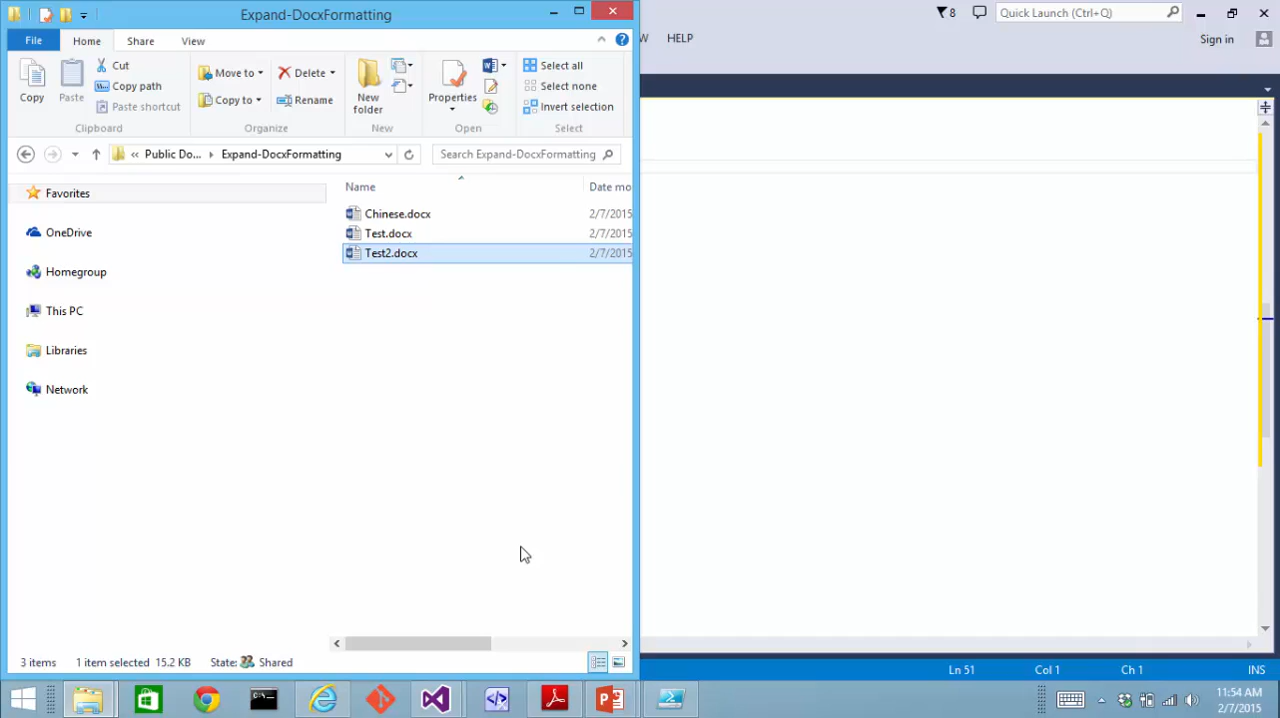 Expand-DocxFormatting
8
Quick Launch (Ctrl+Q)
File
Home
Share
View
HELP
Sign in
Copy
Paste
Cut
Copy path
Paste shortcut
Move to
Copy to
Delete
Rename
New
folder
Properties
Select all
Select none
Invert selection
Clipboard
Organize
New
Open
Select
« Public Do...
Expand-DocxFormatting
Search Expand-DocxFormatting
Favorites
OneDrive
Homegroup
This PC
Libraries
Network
Name
Date mo
Chinese.docx
2/7/2015
Test.docx
2/7/2015
Test2.docx
2/7/2015
3 items
1 item selected 15.2 KB
State:
Shared
Ln 51
Col 1
Ch 1
INS
11:54 AM
2/7/2015